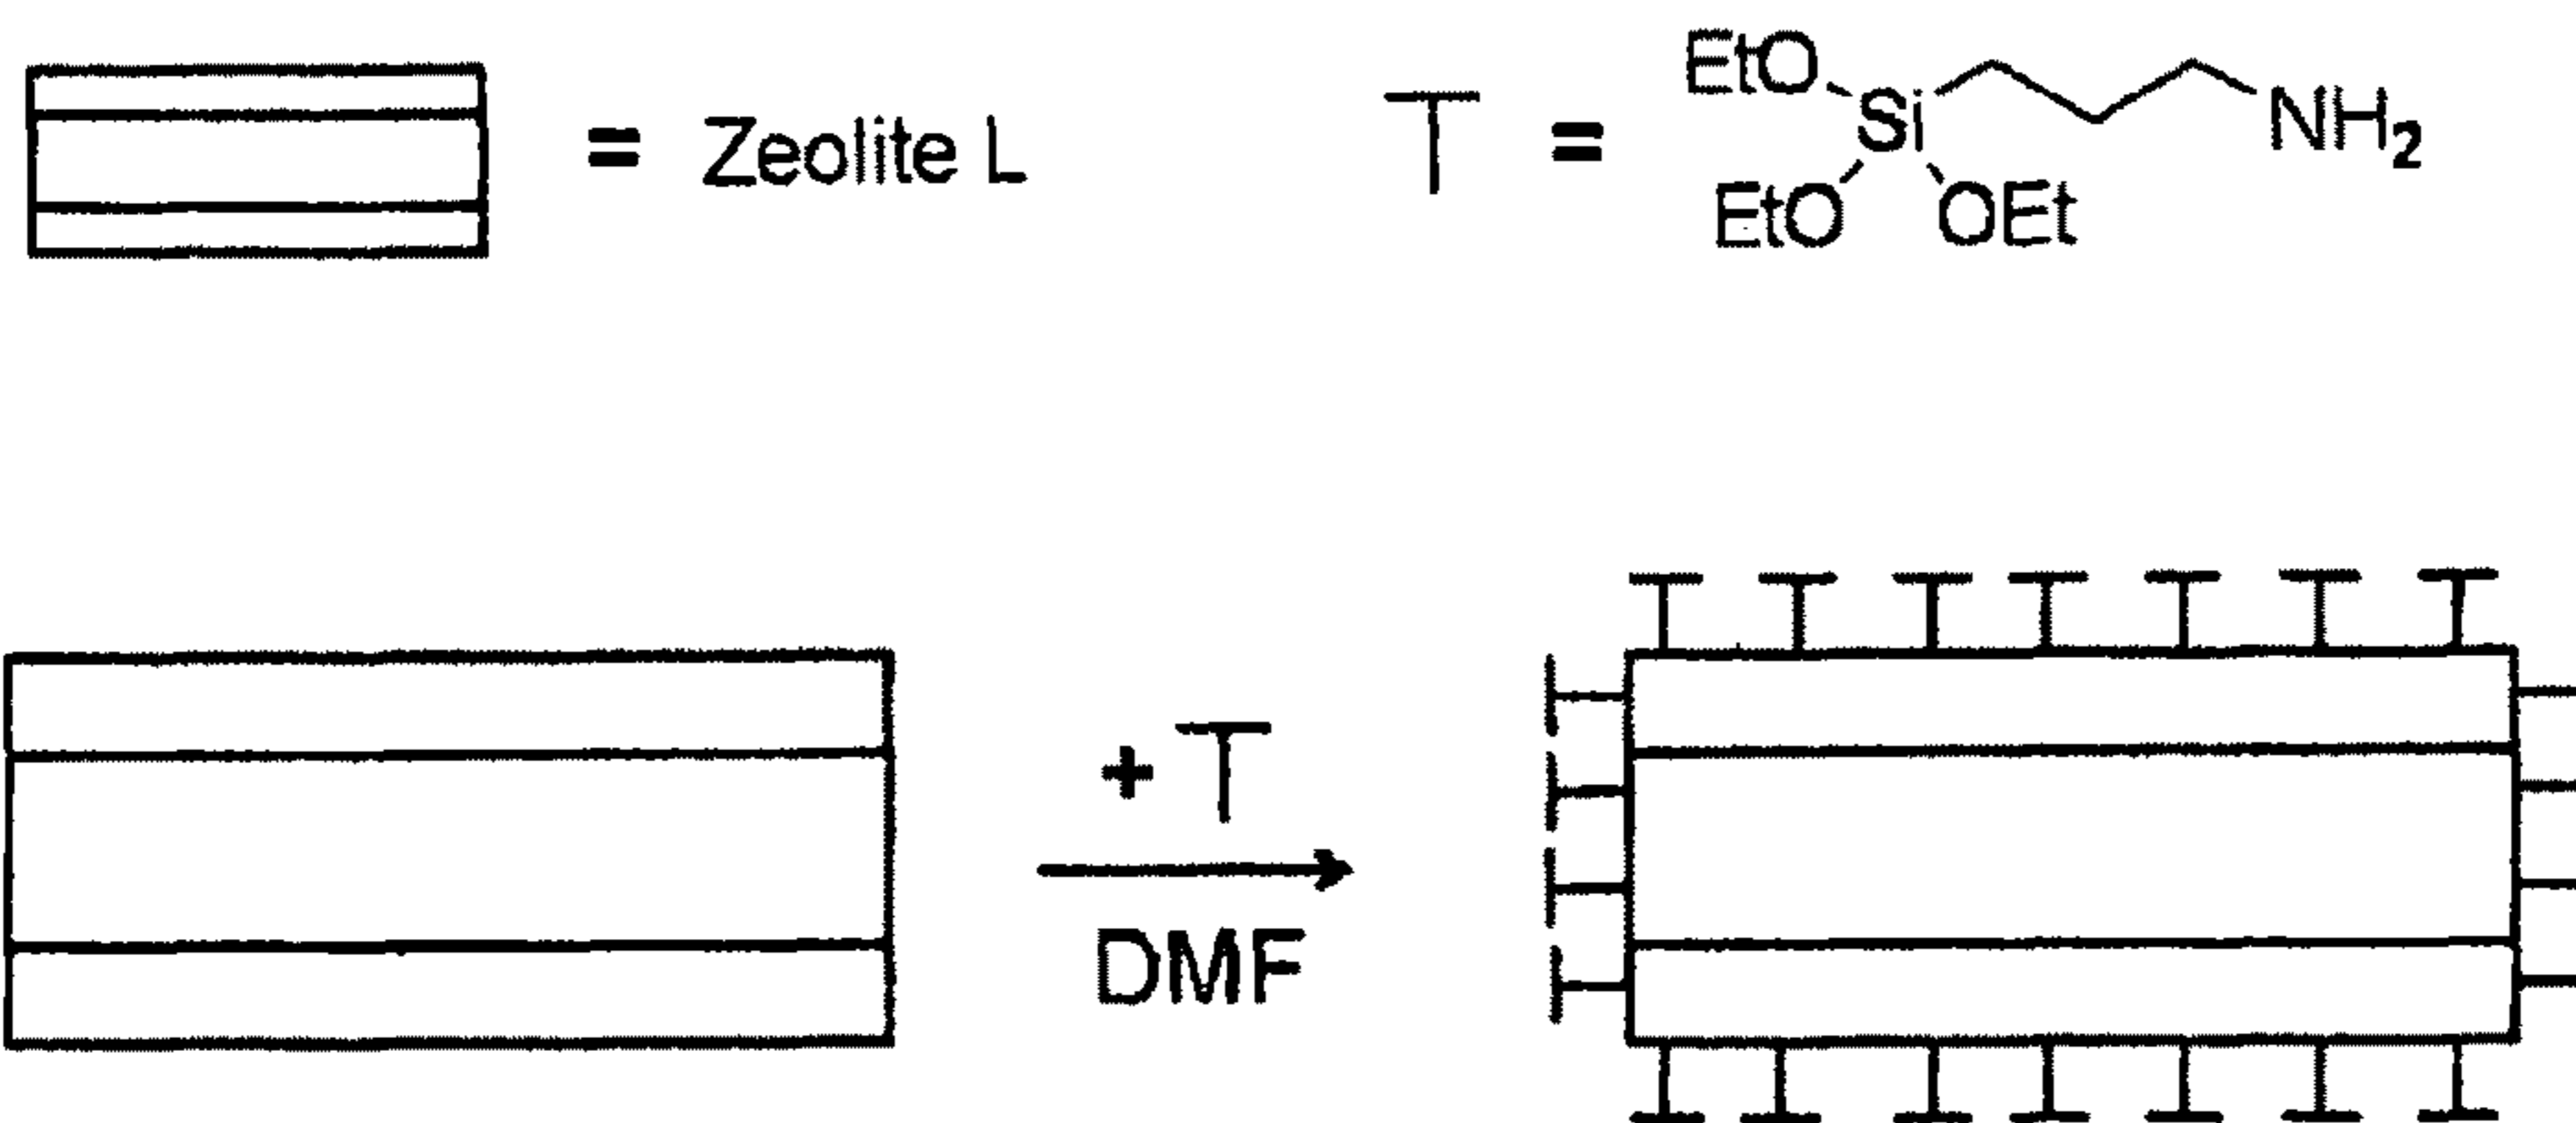 = Zeolite L
T = EtO Si NH2
EtO OEt
+ T
DMF